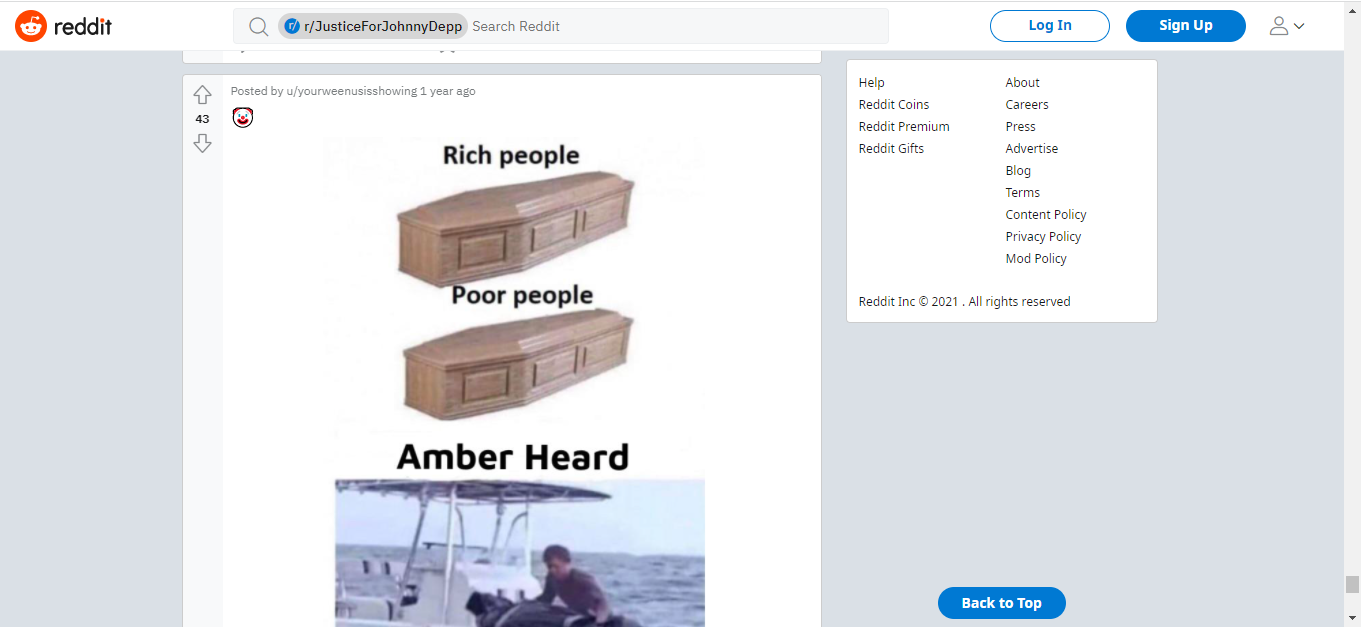 reddit
r/ r/JusticeForJohnnyDepp Search Reddit
Log In
Sign Up
Posted by u/yourweenusisshowing 1 year ago
43
Rich people
Poor people
Amber Heard
Help
Reddit Coins
Reddit Premium
Reddit Gifts
About
Careers
Press
Advertise
Blog
Terms
Content Policy
Privacy Policy
Mod Policy
Reddit Inc © 2021 . All rights reserved
Back to Top